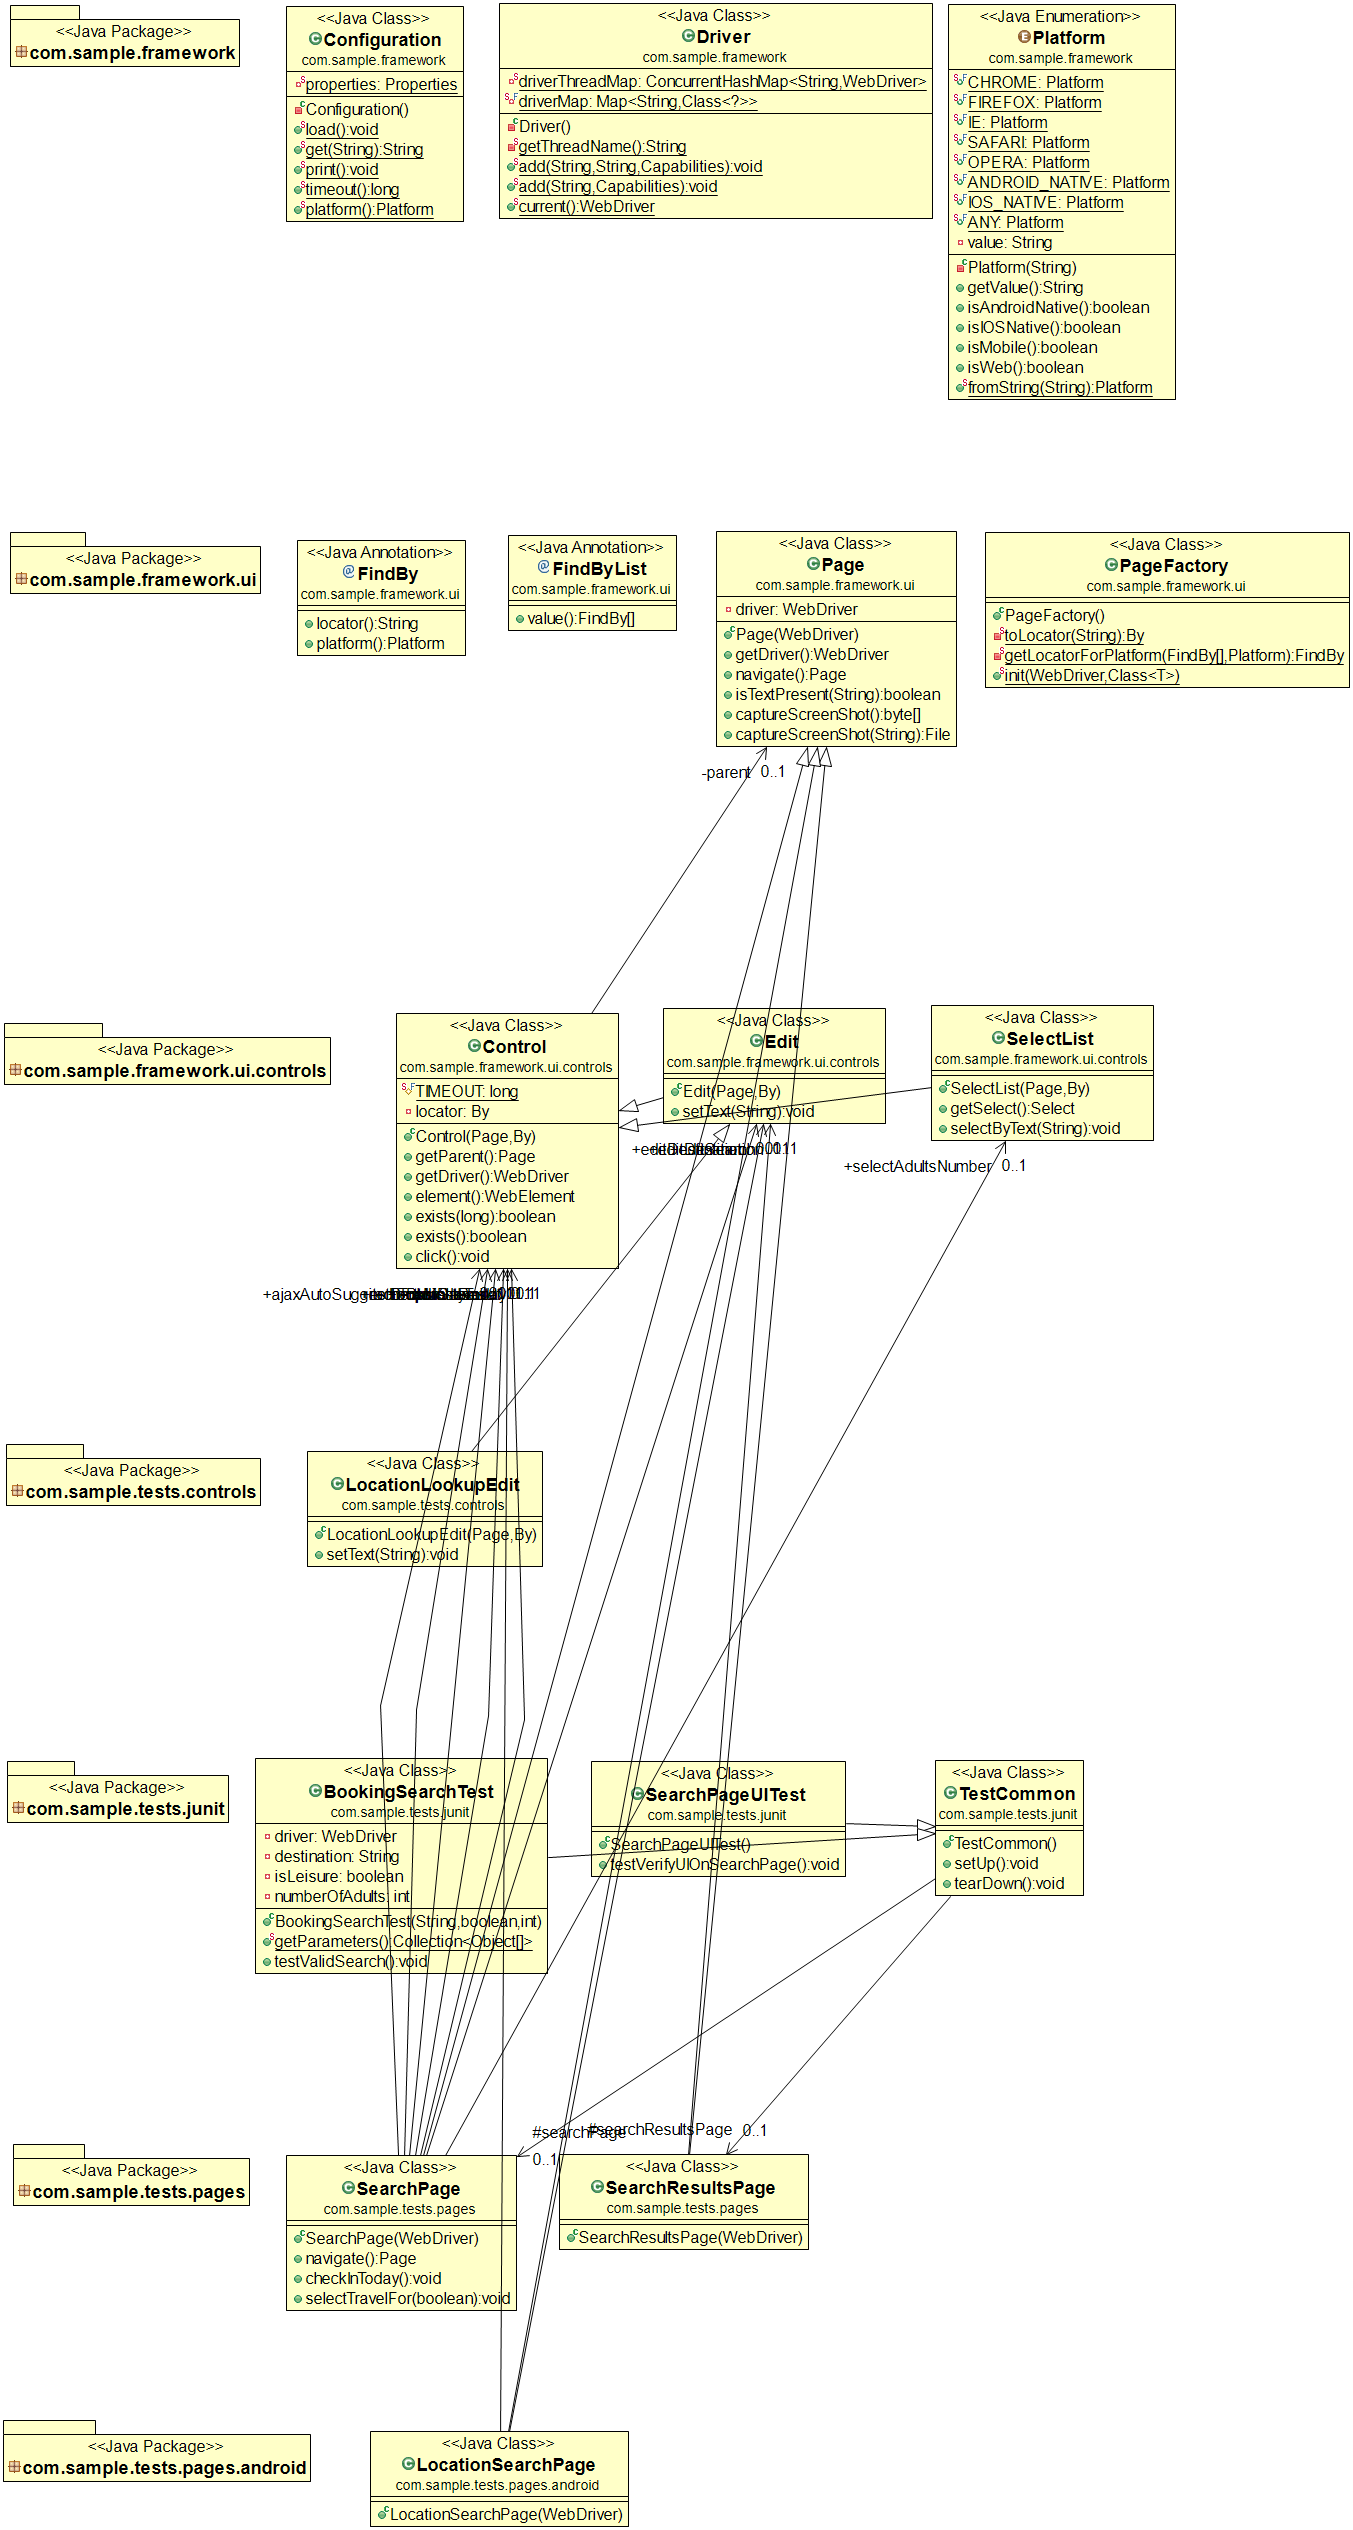 <<Java Package>>
com.sample.framework
<<Java Class>>
Configuration
com.sample.framework
properties: Properties
Configuration()
load():void
get(String):String
print():void
timeout():long
platform():Platform
<<Java Class>>
Driver
com.sample.framework
driverThreadMap: ConcurrentHashMap<String,WebDriver>
driverMap: Map<String,Class<?>>
Driver()
getThreadName():String
add(String,String,Capabilities):void
add(String,Capabilities):void
current():WebDriver
<<Java Enumeration>>
Platform
com.sample.framework
CHROME: Platform
FIREFOX: Platform
IE: Platform
SAFARI: Platform
OPERA: Platform
ANDROID_NATIVE: Platform
IOS_NATIVE: Platform
ANY: Platform
value: String
Platform(String)
getValue():String
isAndroidNative():boolean
isIOSNative():boolean
isMobile():boolean
isWeb():boolean
fromString(String):Platform
<<Java Package>>
com.sample.framework.ui
<<Java Annotation>>
FindBy
com.sample.framework.ui
locator():String
platform():Platform
<<Java Annotation>>
FindByList
com.sample.framework.ui
value():FindBy[]
<<Java Class>>
Page
com.sample.framework.ui
driver: WebDriver
Page(WebDriver)
getDriver():WebDriver
navigate():Page
isTextPresent(String):boolean
captureScreenShot():byte[]
captureScreenShot(String):File
<<Java Class>>
PageFactory
com.sample.framework.ui
PageFactory()
toLocator(String):By
getLocatorForPlatform(FindBy[],Platform):FindBy
init(WebDriver,Class<T>)
-parent 0..1
<<Java Package>>
com.sample.framework.ui.controls
<<Java Class>>
Control
com.sample.framework.ui.controls
TIMEOUT: long
locator: By
Control(Page,By)
getParent():Page
getDriver():WebDriver
element():WebElement
exists(long):boolean
exists():boolean
click():void
<<Java Class>>
Edit
com.sample.framework.ui.controls
Edit(Page,By)
setText(String):void
<<Java Class>>
SelectList
com.sample.framework.ui.controls
SelectList(Page,By)
getSelect():Select
selectByText(String):void
+selectAdultsNumber 0..1
<<Java Package>>
com.sample.tests.controls
<<Java Class>>
LocationLookupEdit
com.sample.tests.controls
LocationLookupEdit(Page,By)
setText(String):void
<<Java Package>>
com.sample.tests.junit
<<Java Class>>
BookingSearchTest
com.sample.tests.junit
driver: WebDriver
destination: String
isLeisure: boolean
numberOfAdults: int
BookingSearchTest(String,boolean,int)
getParameters():Collection<Object[]>
testValidSearch():void
<<Java Class>>
SearchPageUITest
com.sample.tests.junit
SearchPageUITest()
testVerifyUIOnSearchPage():void
<<Java Class>>
TestCommon
com.sample.tests.junit
TestCommon()
setUp():void
tearDown():void
#searchPage
0..1
#searchResultsPage 0..1
<<Java Package>>
com.sample.tests.pages
<<Java Class>>
SearchPage
com.sample.tests.pages
SearchPage(WebDriver)
navigate():Page
checkInToday():void
selectTravelFor(boolean):void
<<Java Class>>
SearchResultsPage
com.sample.tests.pages
SearchResultsPage(WebDriver)
<<Java Package>>
com.sample.tests.pages.android
<<Java Class>>
LocationSearchPage
com.sample.tests.pages.android
LocationSearchPage(WebDriver)